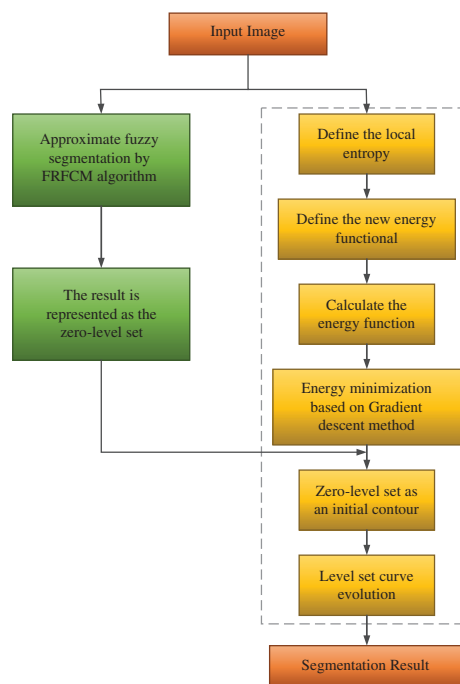 Input Image
Approximate fuzzy
segmentation by
FRFCM algorithm
The result is
represented as the
zero-level set
Define the local
entropy
Define the new energy
functional
Calculate the
energy function
Energy minimization
based on Gradient
descent method
Zero-level set as
an initial contour
Level set curve
evolution
Segmentation Result